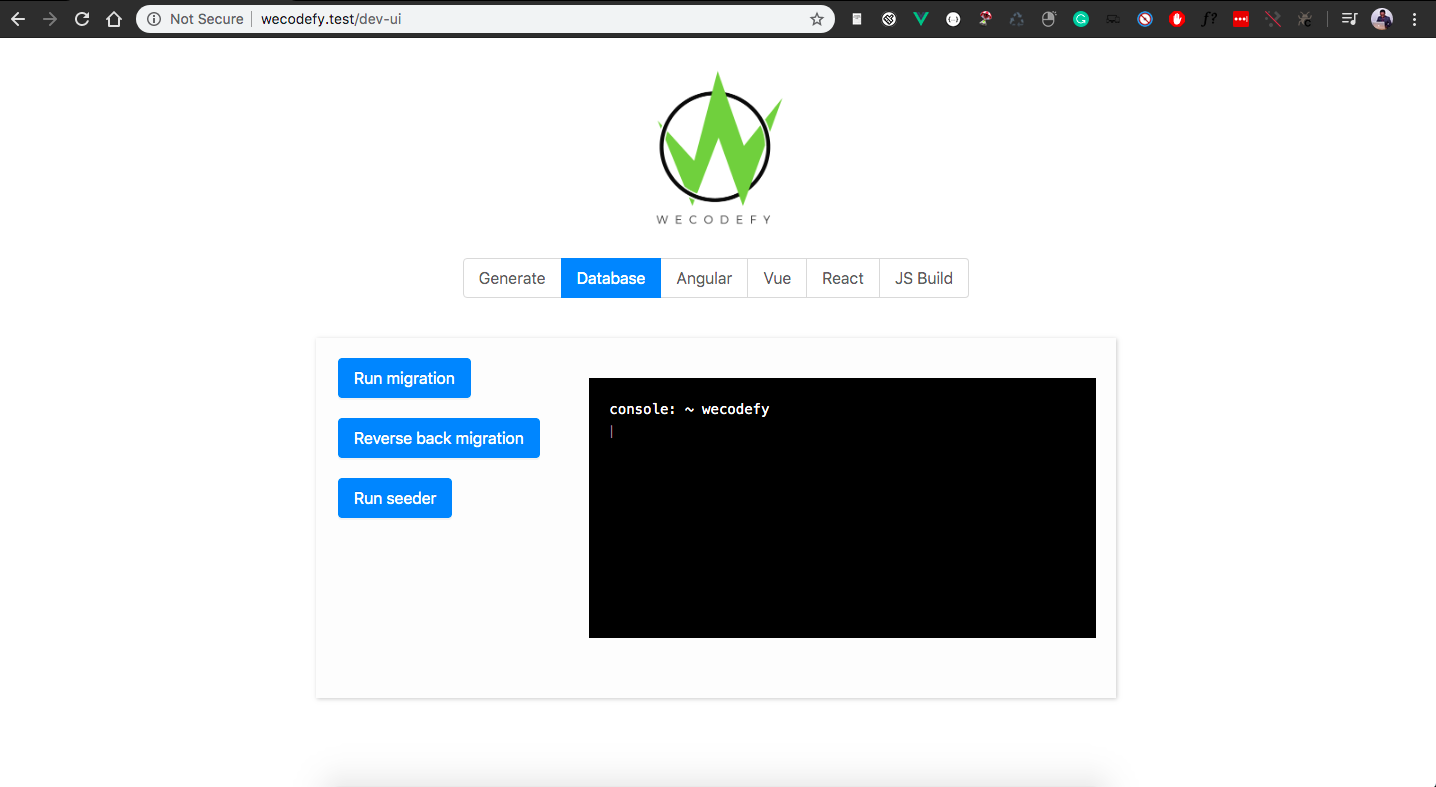 Not Secure | wecodefy.test/dev-ui
f?
WECODEFY
Generate Database Angular Vue React JS Build
Run migration
Reverse back migration
Run seeder
console: ~ wecodefy